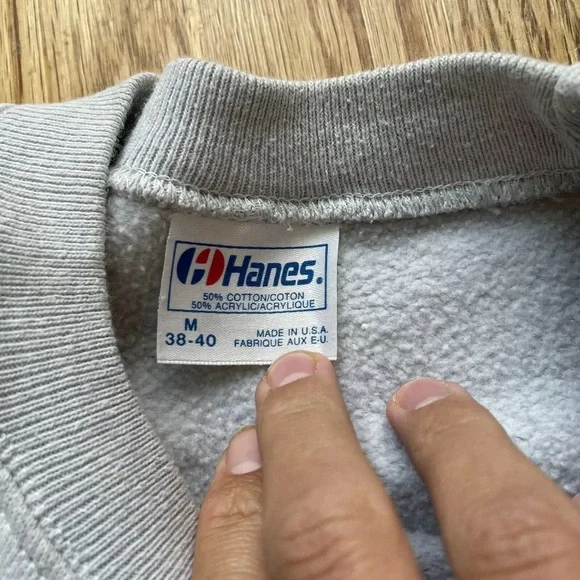 Hanes.
50% COTTON/COTON
50% ACRYLIC/ACRYLIQUE
M
38-40
MADE IN U.S.A.
FABRIQUE AUX E-U.